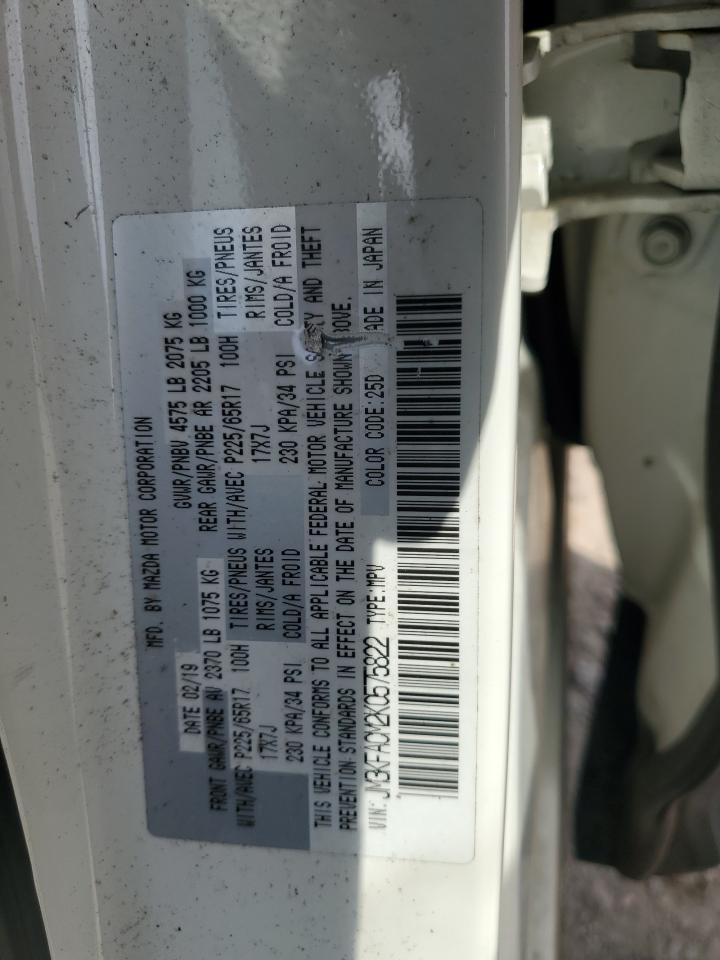 MFD. BY MAZDA MOTOR CORPORATION
DATE 02/19 GVWR/PNBV 4575 LB 2075 KG
FRONT GAWR/PNBE AV 2370 LB 1075 KG REAR GAWR/PNBE AR 2205 LB 1000 KG
WITH/AVEC P225/65R17 100H TIRES/PNEUS WITH/AVEC P225/65R17 100H TIRES/PNEUS
17X7J RIMS/JANTES 17X7J RIMS/JANTES
230 KPA/34 PSI COLD/A FROID 230 KPA/34 PSI COLD/A FROID
THIS VEHICLE CONFORMS TO ALL APPLICABLE FEDERAL MOTOR VEHICLE AND THEFT
PREVENTION STANDARDS IN EFFECT ON THE DATE OF MANUFACTURE SHOWN
VIN: JM3KFACM2K0575822 TYPE:MPV COLOR CODE:25D IN JAPAN